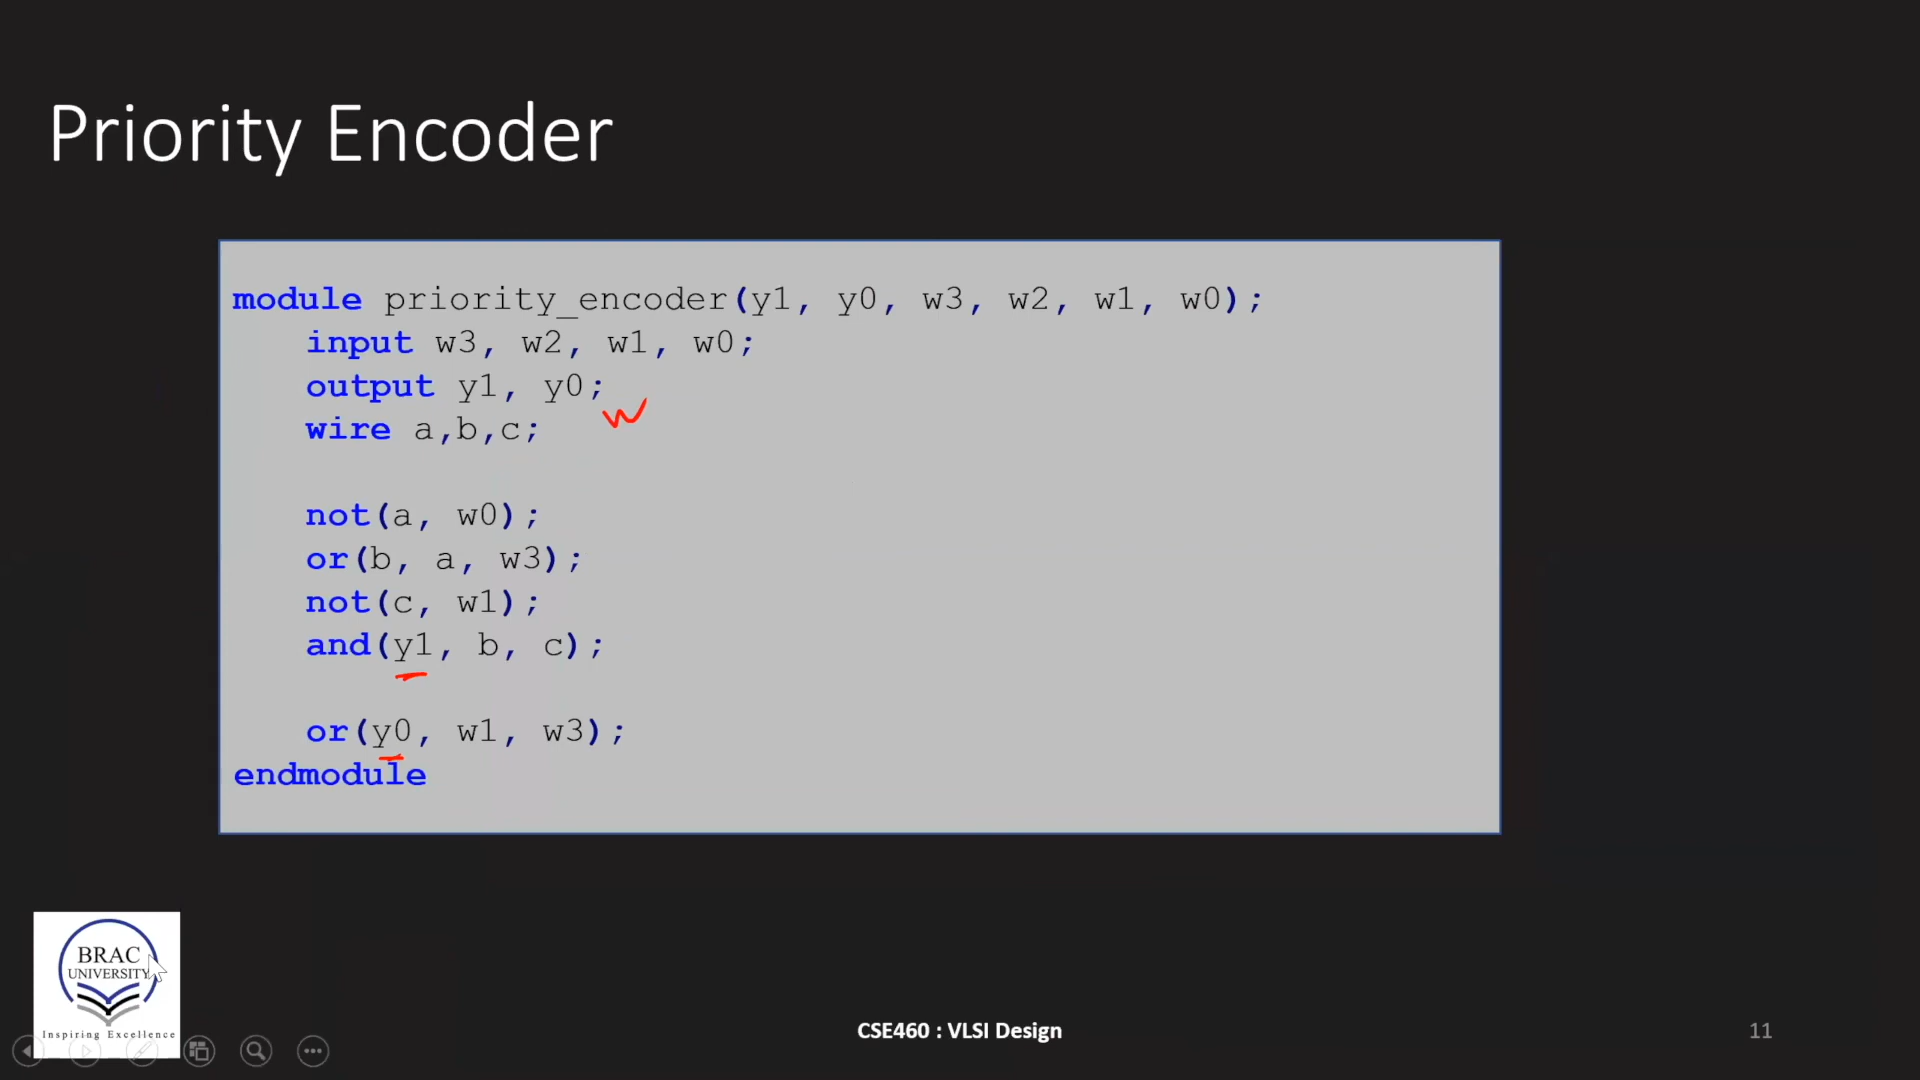 Priority Encoder
module priority_encoder(y1, y0, w3, w2, w1, w0);
input w3, w2, w1, w0;
output y1, y0;
w
wire a,b,c;
not(a, w0);
or(b, a, w3);
not(c, w1);
and(y1, b, c);
or(y0, w1, w3);
endmodule
BRAC
UNIVERSITY
Inspiring Excellence
CSE460 : VLSI Design
11